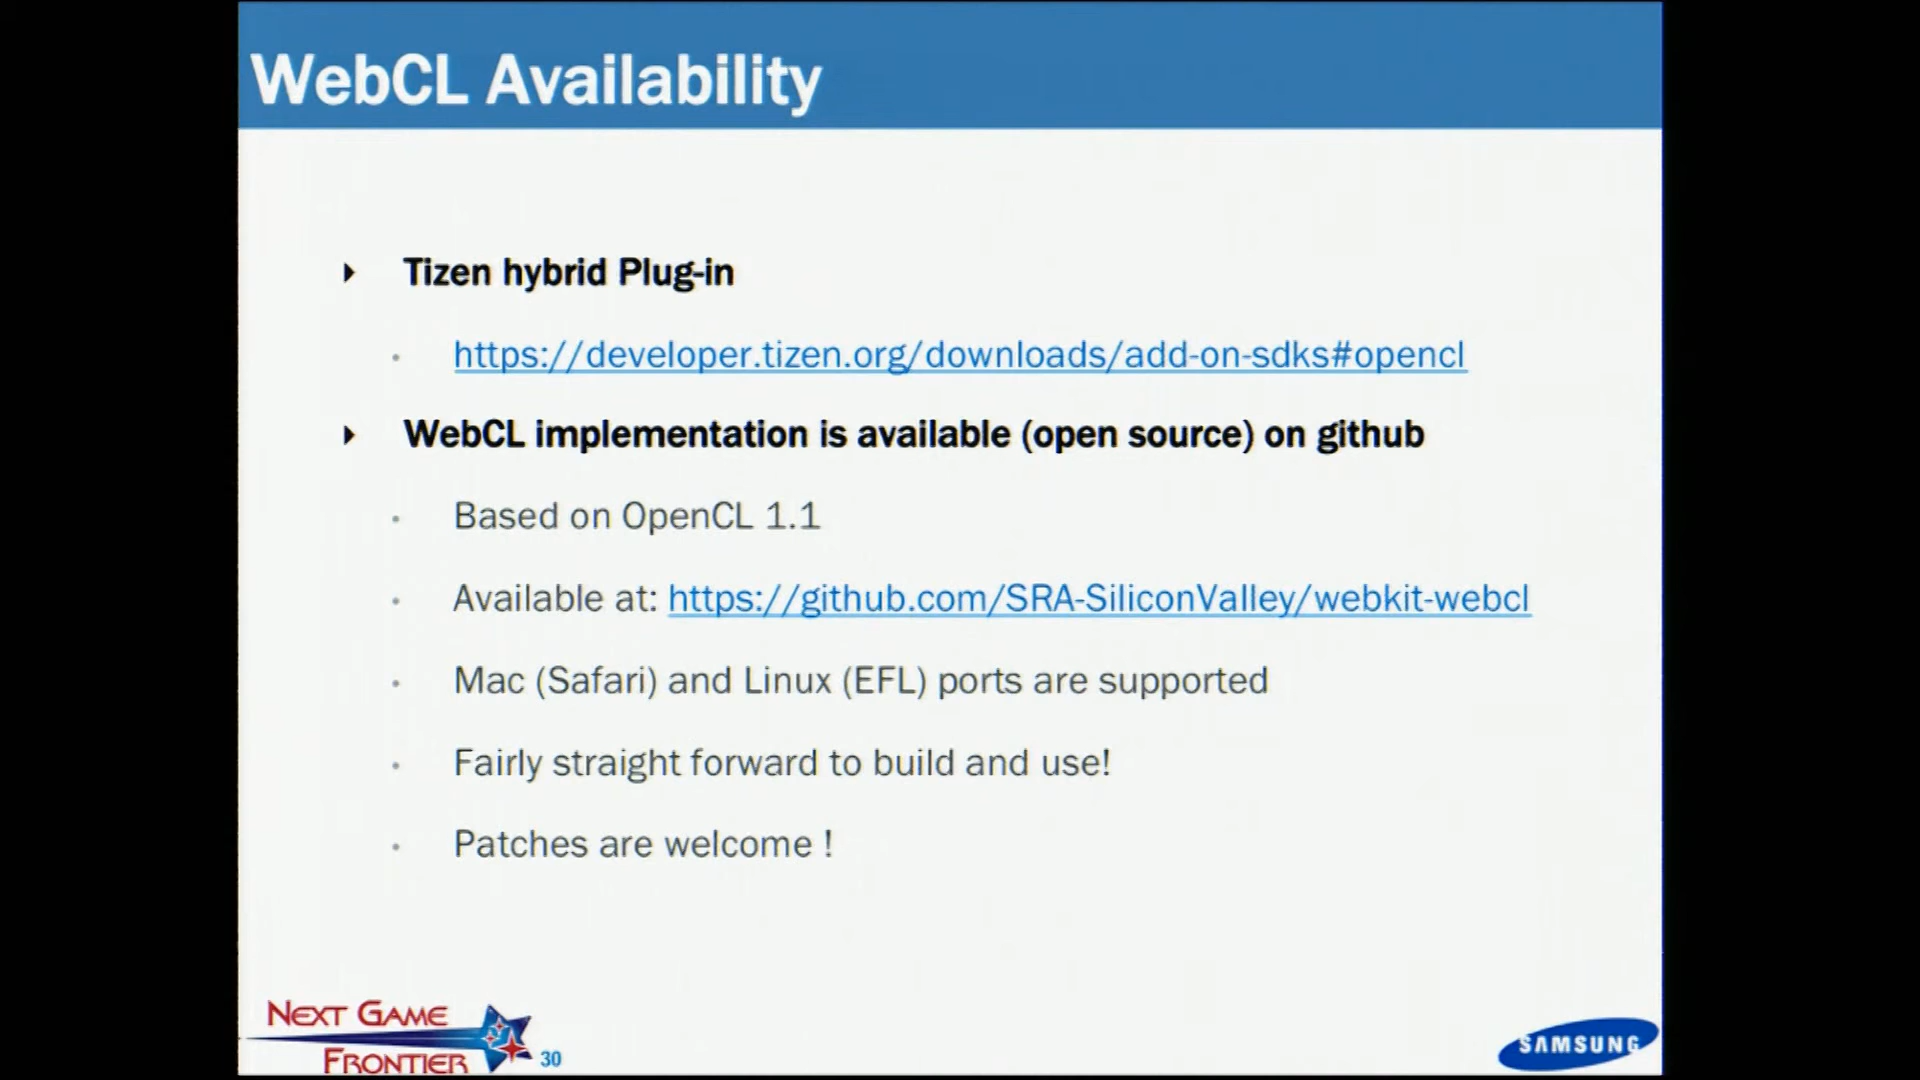 WebCL Availability
Tizen hybrid Plug-in
https://developer.tizen.org/downloads/add-on-sdks#opencl
WebCL implementation is available (open source) on github
Based on OpenCL 1.1
Available at: https://github.com/SRA-SiliconValley/webkit-webcl
Mac (Safari) and Linux (EFL) ports are supported
Fairly straight forward to build and use!
Patches are welcome !
NEXT GAME
FRONTIER
30
SAMSUNG